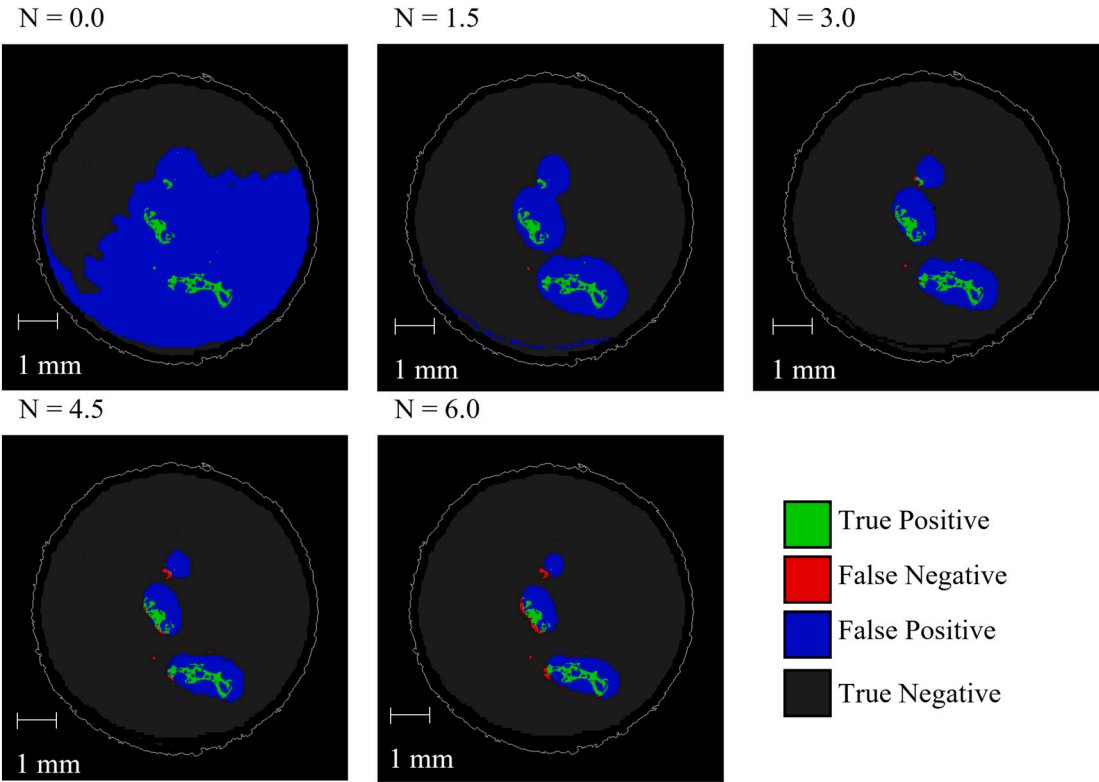 N = 0.0
N = 1.5
N = 3.0
1 mm
1 mm
1 mm
N = 4.5
N = 6.0
1 mm
1 mm
True Positive
False Negative
False Positive
True Negative